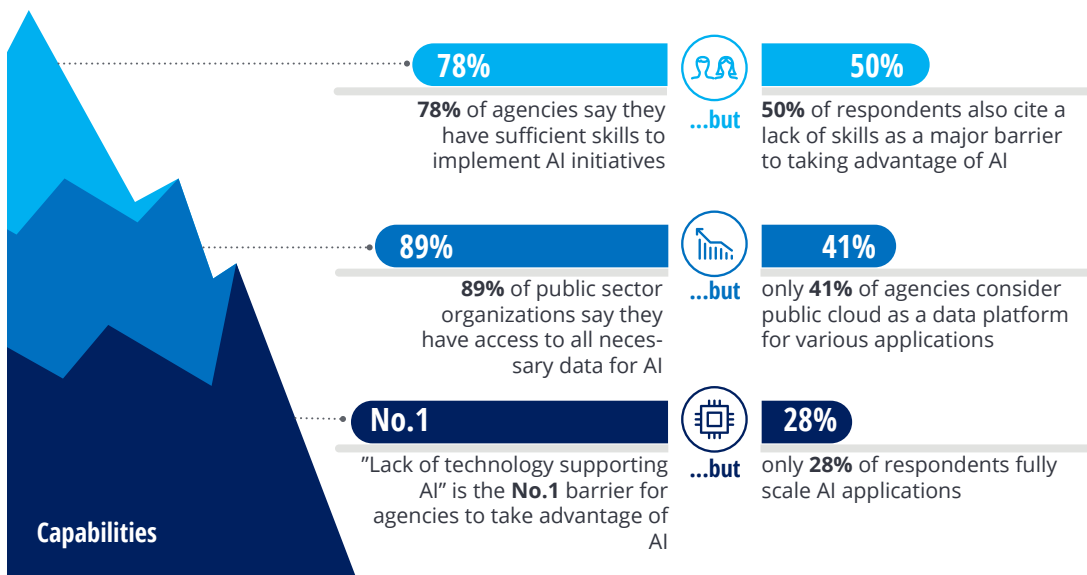 78%
78% of agencies say they
have sufficient skills to
implement AI initiatives
...but
50%
50% of respondents also cite a
lack of skills as a major barrier
to taking advantage of AI
89%
89% of public sector
organizations say they
have access to all neces-
sary data for AI
...but
41%
only 41% of agencies consider
public cloud as a data platform
for various applications
No.1
”Lack of technology supporting
AI” is the No.1 barrier for
agencies to take advantage of
AI
...but
28%
only 28% of respondents fully
scale AI applications
Capabilities